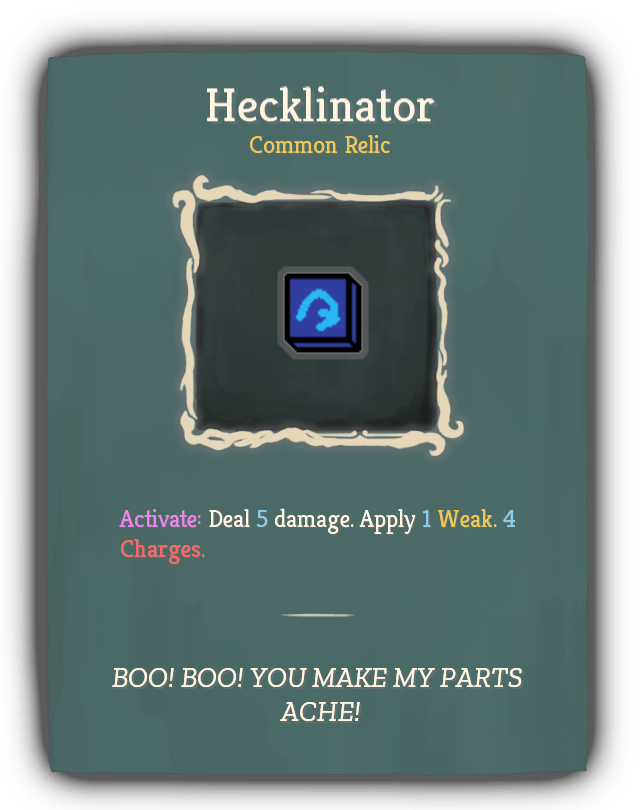 Hecklinator
Common Relic
Activate: Deal 5 damage. Apply 1 Weak. 4
Charges.
BOO! BOO! YOU MAKE MY PARTS
ACHE!